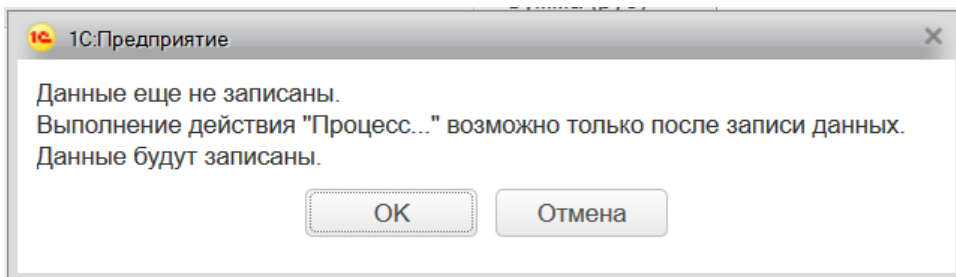 1С 1С:Предприятие
Данные еще не записаны.
Выполнение действия "Процесс..." возможно только после записи данных.
Данные будут записаны.
OK Отмена